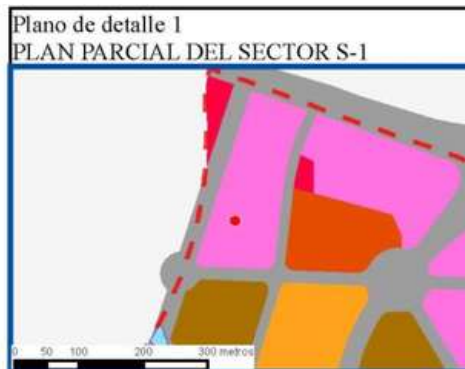 Plano de detalle 1
PLAN PARCIAL DEL SECTOR S-1
0 50 100 200 300 metros